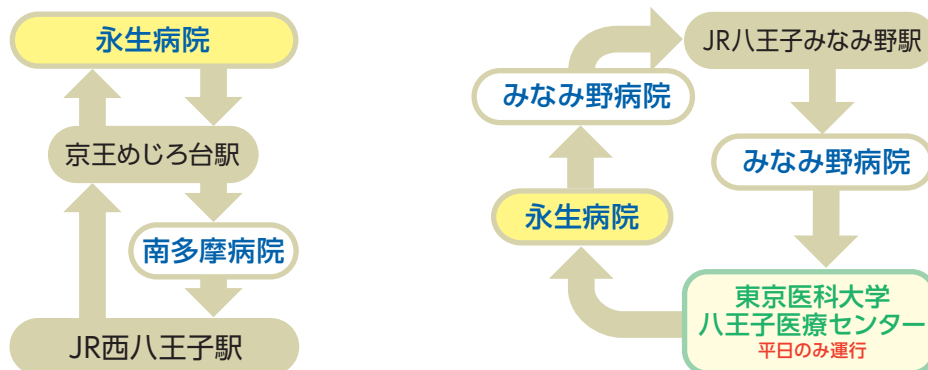 永生病院
京王めじろ台駅
南多摩病院
JR西八王子駅
JR八王子みなみ野駅
みなみ野病院
みなみ野病院
永生病院
東京医科大学
八王子医療センター
平日のみ運行